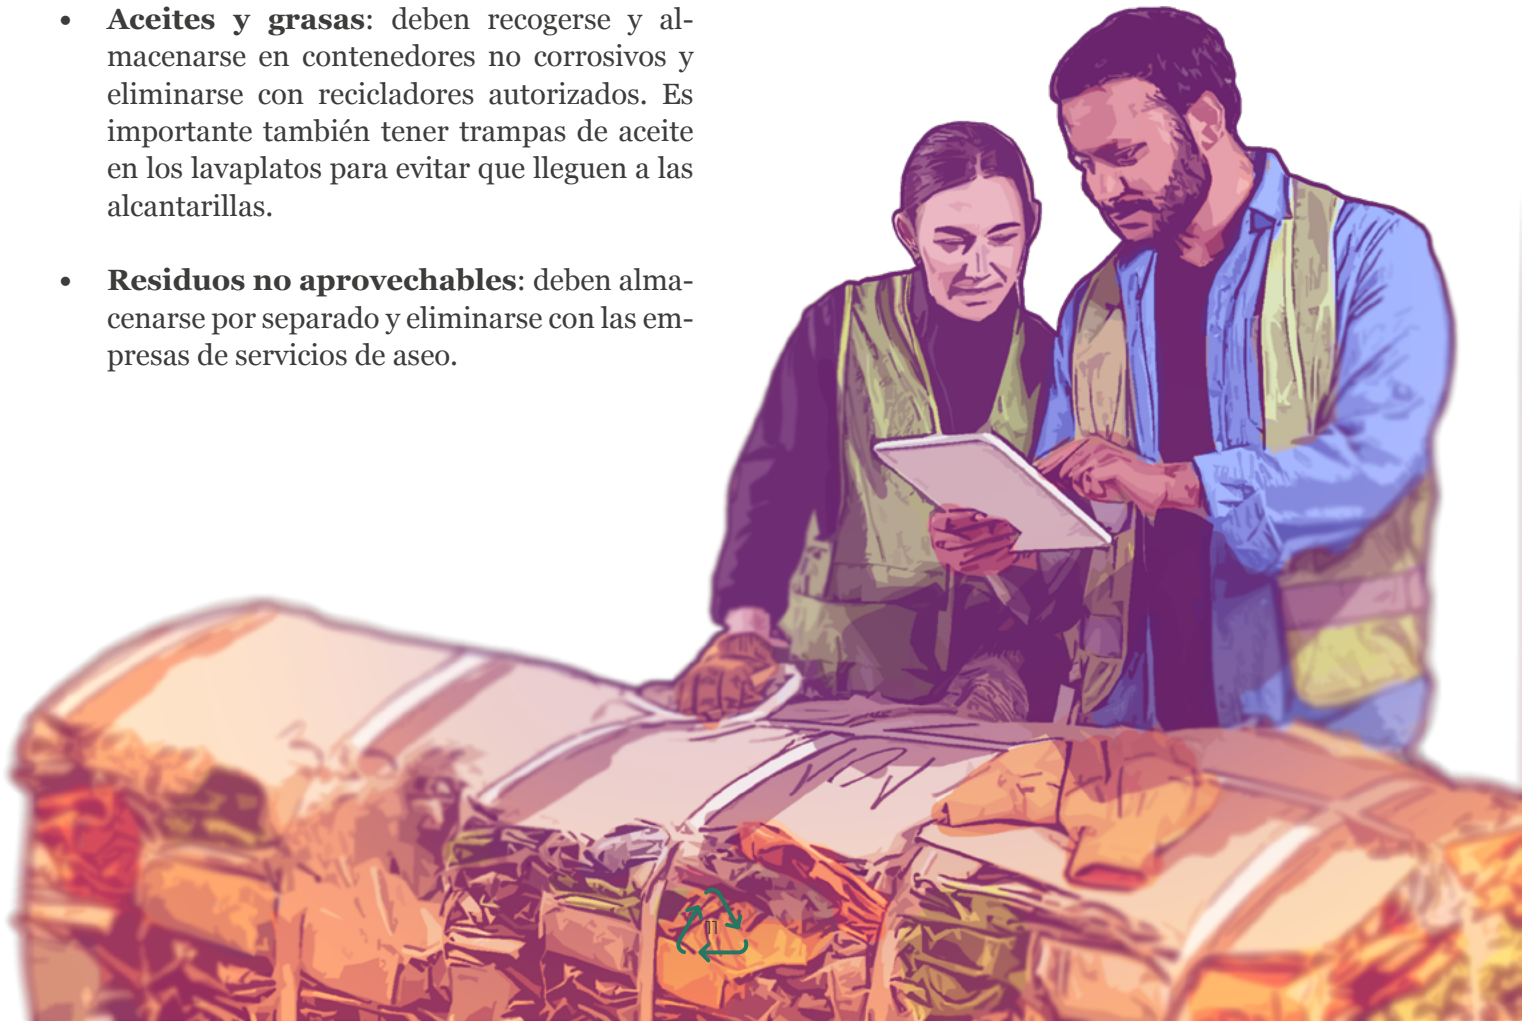 • Aceites y grasas: deben recogerse y al-
macenarse en contenedores no corrosivos y
eliminarse con recicladores autorizados. Es
importante también tener trampas de aceite
en los lavaplatos para evitar que lleguen a las
alcantarillas.
• Residuos no aprovechables: deben alma-
cenarse por separado y eliminarse con las em-
presas de servicios de aseo.
11